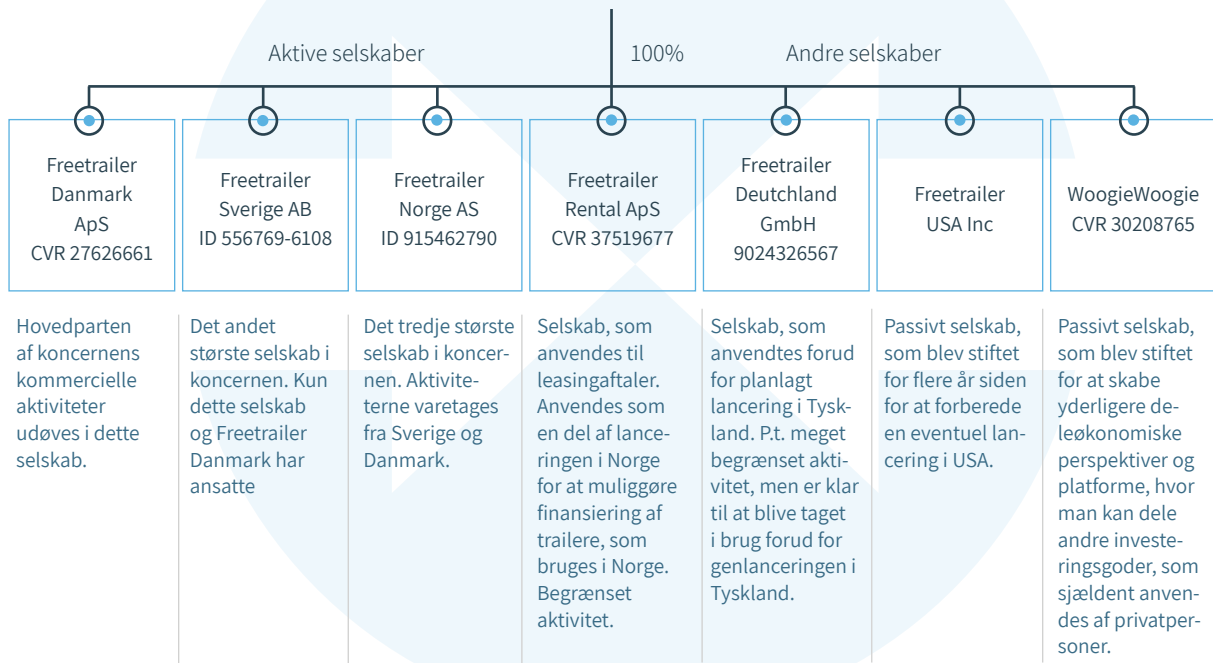 Aktive selskaber
100%
Andre selskaber
Freetrailer
Danmark
ApS
CVR 27626661
Freetrailer
Sverige AB
ID 556769-6108
Freetrailer
Norge AS
ID 915462790
Freetrailer
Rental ApS
CVR 37519677
Freetrailer
Deutchland
GmbH
9024326567
Freetrailer
USA Inc
WoogieWoogie
CVR 30208765
Hovedparten
af koncernens
kommercielle
aktiviteter
udøves i dette
selskab.
Det andet
største selskab i
koncernen. Kun
dette selskab
og Freetrailer
Danmark har
ansatte
Det tredje største
selskab i koncer-
nen. Aktivite-
terne varetages
fra Sverige og
Danmark.
Selskab, som
anvendes til
leasingaftaler.
Anvendes som
en del af lance-
ringen i Norge
for at muliggøre
finansiering af
trailere, som
bruges i Norge.
Begrænset
aktivitet.
Selskab, som
anvendtes forud
for planlagt
lancering i Tysk-
land. P.t. meget
begrænset akti-
vitet, men er klar
til at blive taget
i brug forud for
genlanceringen i
Tyskland.
Passivt selskab,
som blev stiftet
for flere år siden
for at forberede
en eventuel lan-
cering i USA.
Passivt selskab,
som blev stiftet
for at skabe
yderligere de-
leøkonomiske
perspektiver og
platforme, hvor
man kan dele
andre investe-
ringsgoder, som
sjældent anven-
des af privatper-
soner.